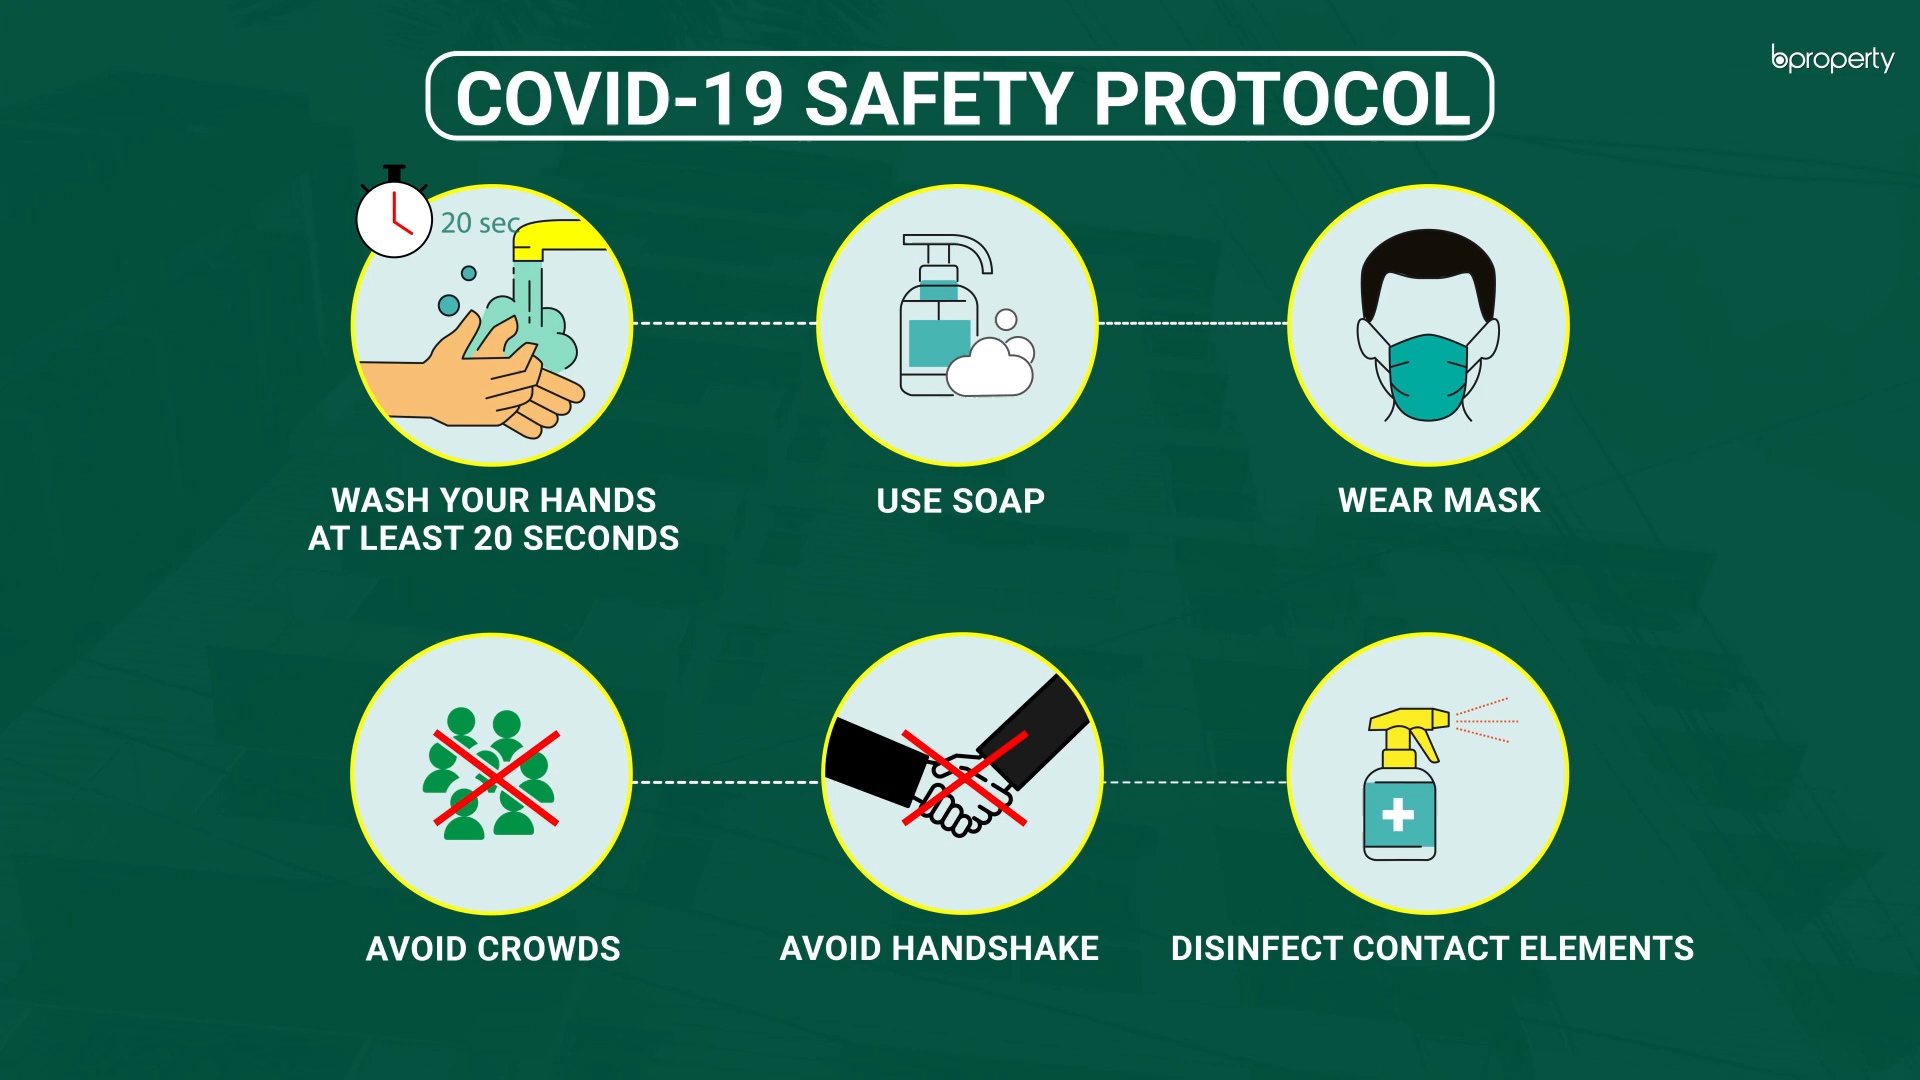 bproperty
COVID-19 SAFETY PROTOCOL
20 sec
WASH YOUR HANDS
AT LEAST 20 SECONDS
USE SOAP
WEAR MASK
AVOID CROWDS
AVOID HANDSHAKE
DISINFECT CONTACT ELEMENTS